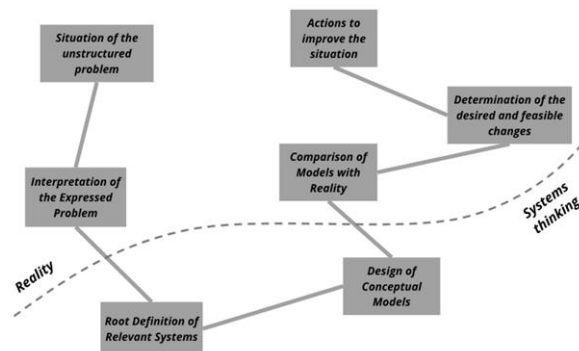 Situation of the
unstructured
problem
Actions to
improve the
situation
Determination of the
desired and feasible
changes
Interpretation of
the Expressed
Problem
Comparison of
Models with
Reality
Reality
Systems
thinking
Root Definition of
Relevant Systems
Design of
Conceptual
Models